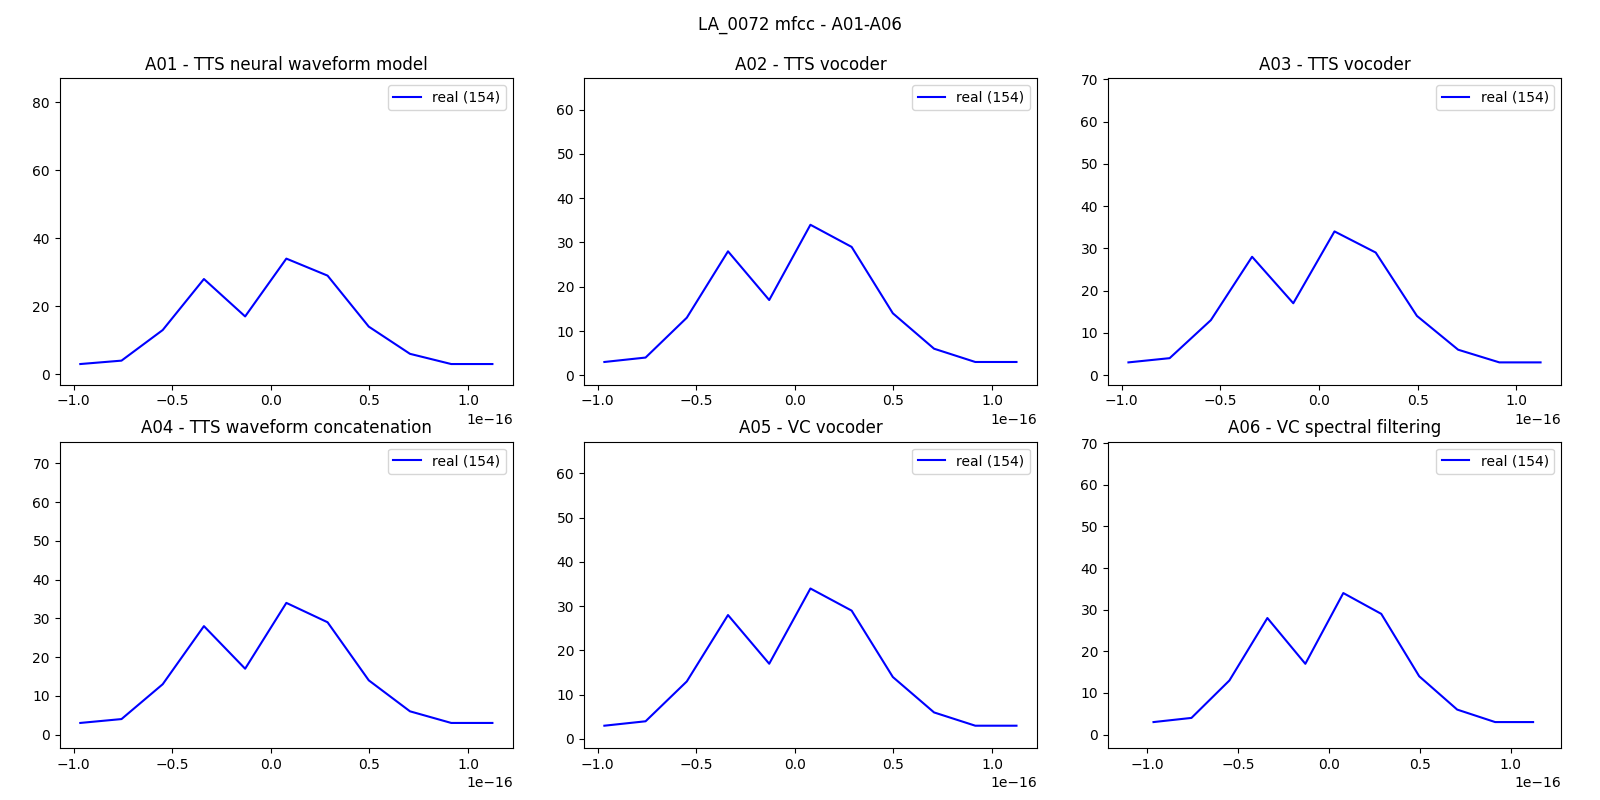 LA_0072 mfcc - A01-A06
A01 - TTS neural waveform model
real (154)
80
60
40
20
0
−1.0 −0.5 0.0 0.5 1.0
1e−16
A02 - TTS vocoder
real (154)
60
50
40
30
20
10
0
−1.0 −0.5 0.0 0.5 1.0
1e−16
A03 - TTS vocoder
real (154)
70
60
50
40
30
20
10
0
−1.0 −0.5 0.0 0.5 1.0
1e−16
A04 - TTS waveform concatenation
real (154)
70
60
50
40
30
20
10
0
−1.0 −0.5 0.0 0.5 1.0
1e−16
A05 - VC vocoder
real (154)
60
50
40
30
20
10
0
−1.0 −0.5 0.0 0.5 1.0
1e−16
A06 - VC spectral filtering
real (154)
70
60
50
40
30
20
10
0
−1.0 −0.5 0.0 0.5 1.0
1e−16